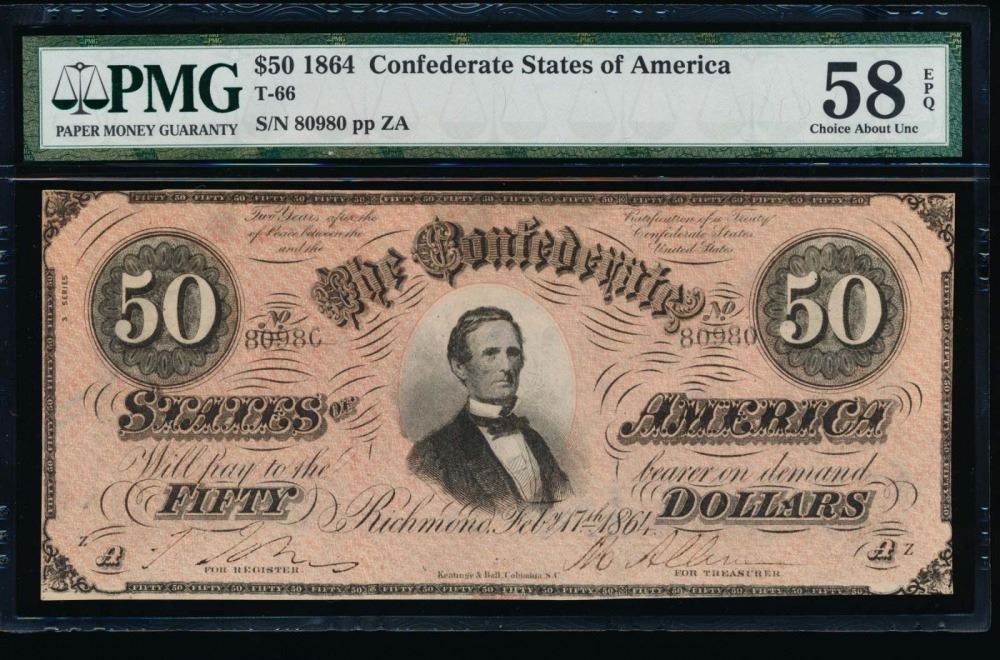 $50 1864 Confederate States of America
PMG
T-66
PAPER MONEY GUARANTY
S/N 80980 pp ZA
58
EPQ
Choice About Unc
Two Years after the
of Peace between the
and the
Ratification of a Treaty
Confederate States
United States
The Confederate
50
50
3 SERIES
No
80980
No
80980
STATES OF
AMERICA
Will pay to the
bearer on demand
FIFTY
DOLLARS
Richmond, Feby 17th 1864.
Z A
A Z
FOR REGISTER
FOR TREASURER
Keatinge & Ball, Columbia, S.C.